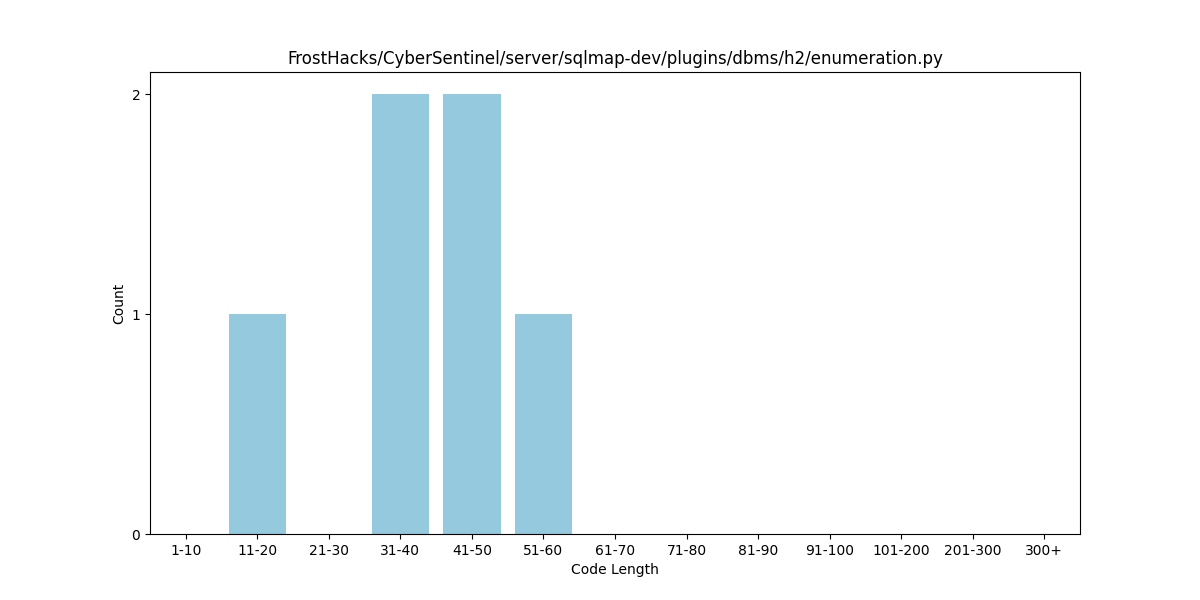 FrostHacks/CyberSentinel/server/sqlmap-dev/plugins/dbms/h2/enumeration.py
2
1
0
Count
1-10 11-20 21-30 31-40 41-50 51-60 61-70 71-80 81-90 91-100 101-200 201-300 300+
Code Length